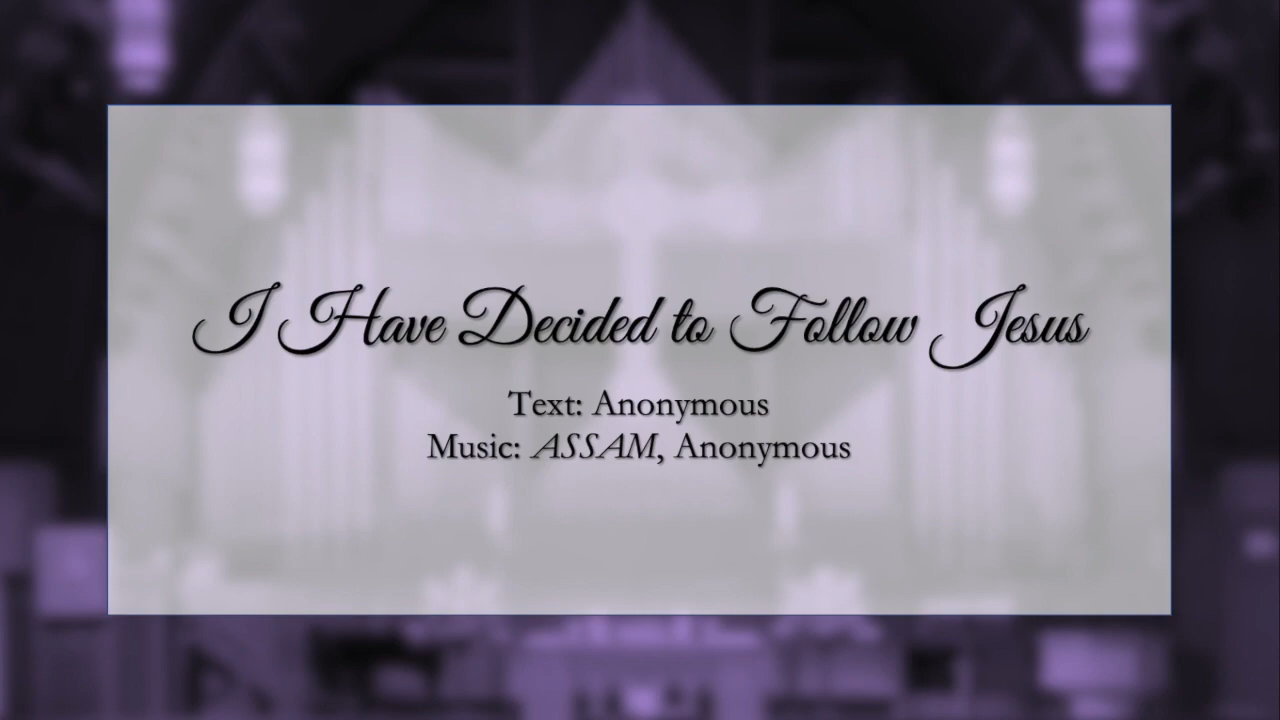 I Have Decided to Follow Jesus
Text: Anonymous
Music: ASSAM, Anonymous